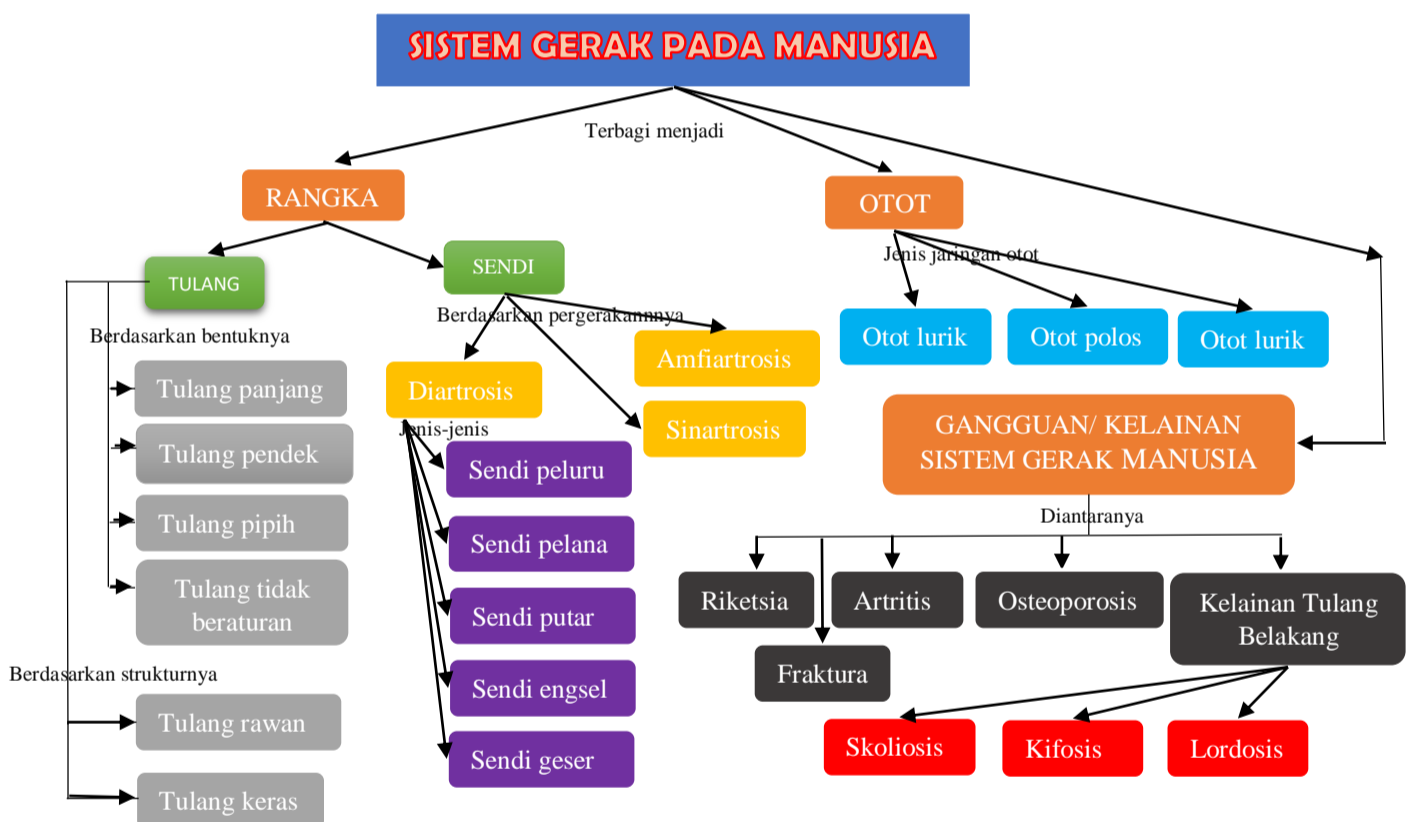 SISTEM GERAK PADA MANUSIA
Terbagi menjadi
RANGKA
OTOT
TULANG
SENDI
Jenis jaringan otot
Berdasarkan bentuknya
Berdasarkan pergerakannnya
Otot lurik
Otot polos
Otot lurik
Tulang panjang
Tulang pendek
Tulang pipih
Tulang tidak
beraturan
Berdasarkan strukturnya
Tulang rawan
Tulang keras
Diartrosis
Amfiartrosis
Sinartrosis
Jenis-jenis
Sendi peluru
Sendi pelana
Sendi putar
Sendi engsel
Sendi geser
GANGGUAN/ KELAINAN
SISTEM GERAK MANUSIA
Diantaranya
Riketsia
Artritis
Osteoporosis
Kelainan Tulang
Belakang
Fraktura
Skoliosis
Kifosis
Lordosis